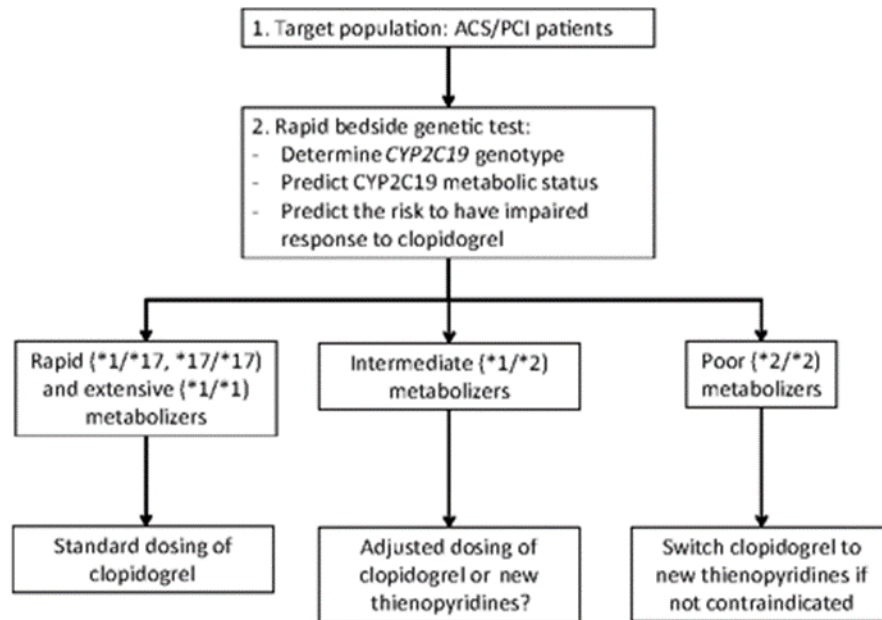 1. Target population: ACS/PCI patients
2. Rapid bedside genetic test:
- Determine CYP2C19 genotype
- Predict CYP2C19 metabolic status
- Predict the risk to have impaired
response to clopidogrel
Rapid (*1/*17, *17/*17)
and extensive (*1/*1)
metabolizers
Intermediate (*1/*2)
metabolizers
Poor (*2/*2)
metabolizers
Standard dosing of
clopidogrel
Adjusted dosing of
clopidogrel or new
thienopyridines?
Switch clopidogrel to
new thienopyridines if
not contraindicated